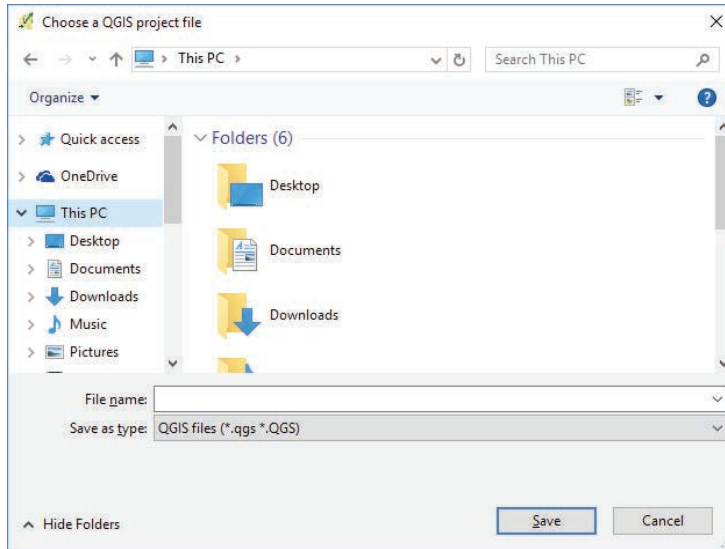 Choose a QGIS project file
This PC
Search This PC
Organize
?
Quick access
OneDrive
This PC
Desktop
Documents
Downloads
Music
Pictures
Folders (6)
Desktop
Documents
Downloads
File name:
Save as type: QGIS files (*.qgs *.QGS)
Hide Folders
Save
Cancel